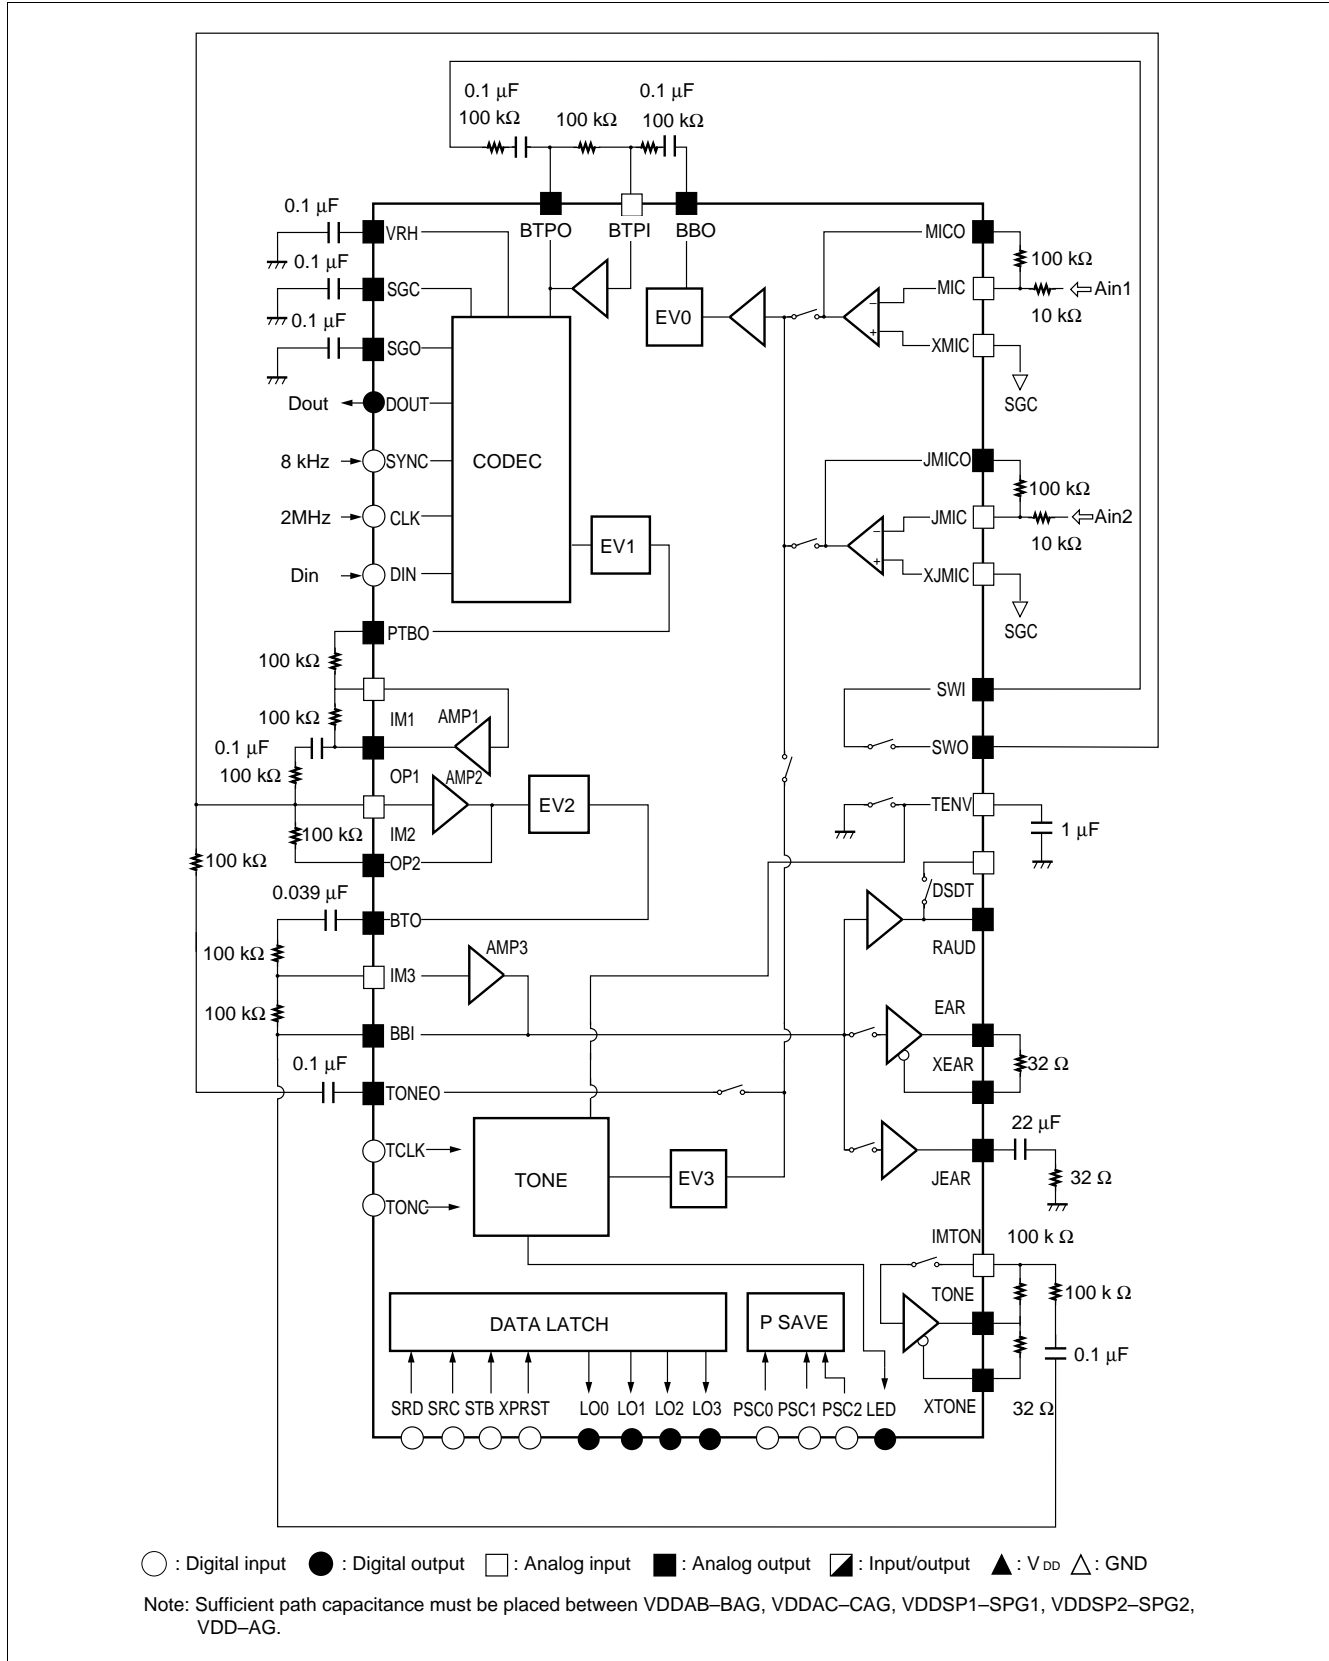 0.1 μF
0.1 μF
100 kΩ
100 kΩ
100 kΩ
0.1 μF
VRH
BTPO
BTPI
BBO
MICO
100 kΩ
0.1 μF
SGC
MIC
Ain1
10 kΩ
EV0
0.1 μF
SGO
XMIC
SGC
Dout
DOUT
8 kHz
SYNC
CODEC
JMICO
100 kΩ
2MHz
CLK
JMIC
Ain2
10 kΩ
EV1
Din
DIN
XJMIC
SGC
PTBO
100 kΩ
SWI
100 kΩ
IM1
AMP1
0.1 μF
SWO
100 kΩ
OP1
AMP2
EV2
TENV
1 μF
100 kΩ
IM2
100 kΩ
OP2
DSDT
0.039 μF
BTO
RAUD
100 kΩ
AMP3
IM3
100 kΩ
EAR
BBI
0.1 μF
XEAR
32 Ω
TONEO
22 μF
TCLK
TONE
EV3
JEAR
32 Ω
TONC
IMTON
100 k Ω
TONE
100 k Ω
DATA LATCH
P SAVE
0.1 μF
SRD SRC STB XPRST LO0 LO1 LO2 LO3 PSC0 PSC1 PSC2 LED
XTONE
32 Ω
− + − +
: Digital input : Digital output : Analog input : Analog output : Input/output : VDD : GND
Note: Sufficient path capacitance must be placed between VDDAB–BAG, VDDAC–CAG, VDDSP1–SPG1, VDDSP2–SPG2,
VDD–AG.